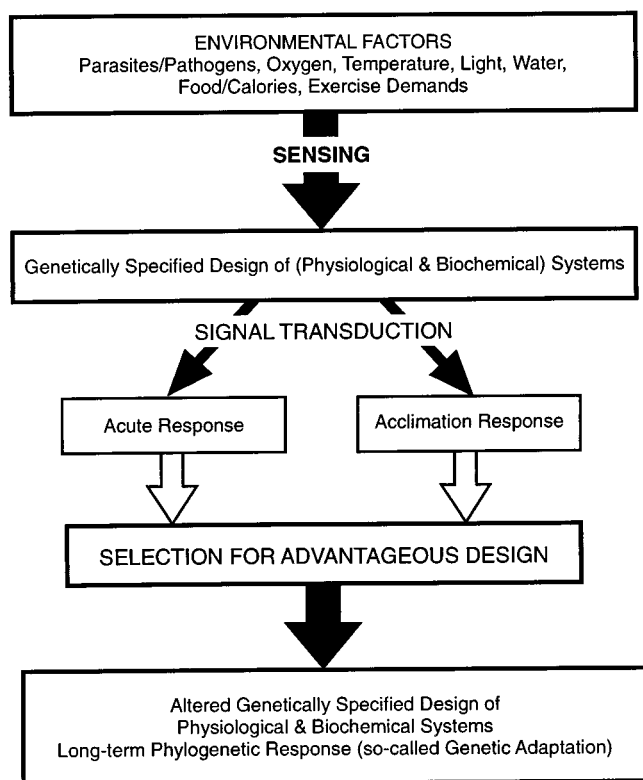 ENVIRONMENTAL FACTORS
Parasites/Pathogens, Oxygen, Temperature, Light, Water,
Food/Calories, Exercise Demands
SENSING
Genetically Specified Design of (Physiological & Biochemical) Systems
SIGNAL TRANSDUCTION
Acute Response
Acclimation Response
SELECTION FOR ADVANTAGEOUS DESIGN
Altered Genetically Specified Design of
Physiological & Biochemical Systems
Long-term Phylogenetic Response (so-called Genetic Adaptation)